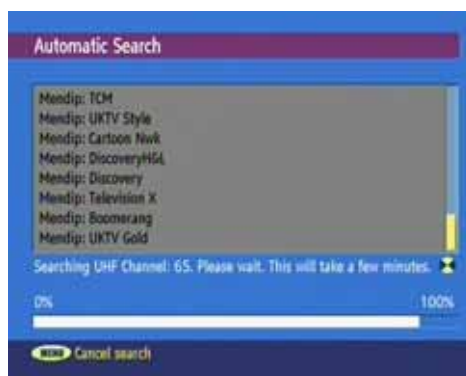 Automatic Search
Mendip: TCM
Mendip: UKTV Style
Mendip: Cartoon Nwk
Mendip: DiscoveryH&L
Mendip: Discovery
Mendip: Television X
Mendip: Boomerang
Mendip: UKTV Gold
Searching UHF Channel: 65. Please wait. This will take a few minutes.
0% 100%
MENU Cancel search